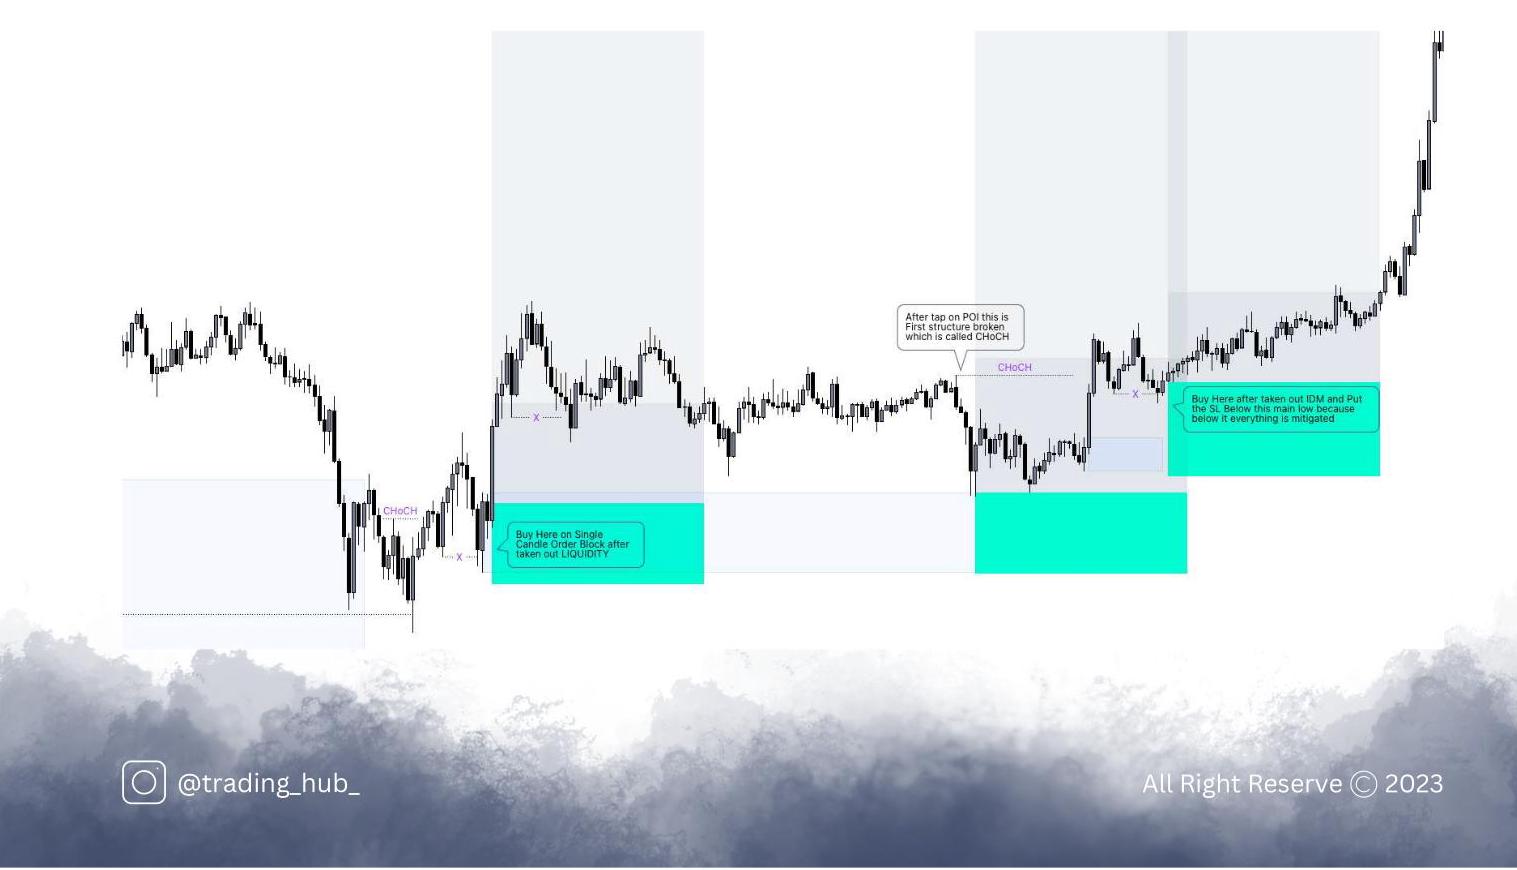 After tap on POI this is
First structure broken
which is called CHoCH
CHoCH
X
Buy Here after taken out IDM and Put
the SL Below this main low because
below it everything is mitigated
X
CHoCH
X
Buy Here on Single
Candle Order Block after
taken out LIQUIDITY
@trading_hub_
All Right Reserve © 2023